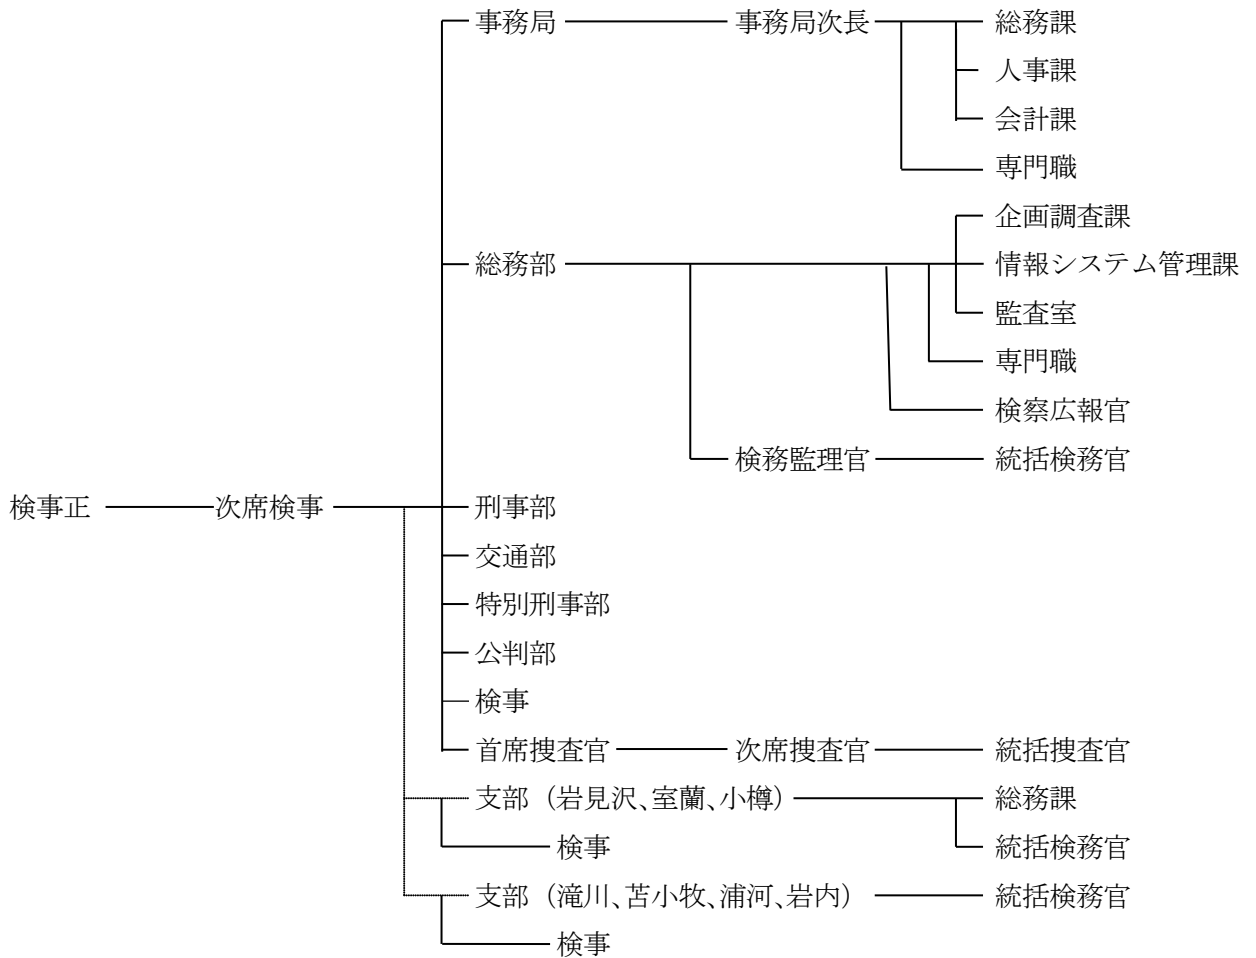 事務局 事務局次長 総務課
人事課
会計課
専門職
企画調査課
総務部 情報システム管理課
監査室
専門職
検察広報官
検務監理官 統括検務官
検事正 次席検事 刑事部
交通部
特別刑事部
公判部
検事
首席捜査官 次席捜査官 統括捜査官
支部（岩見沢、室蘭、小樽） 総務課
検事 統括検務官
支部（滝川、苫小牧、浦河、岩内） 統括検務官
検事